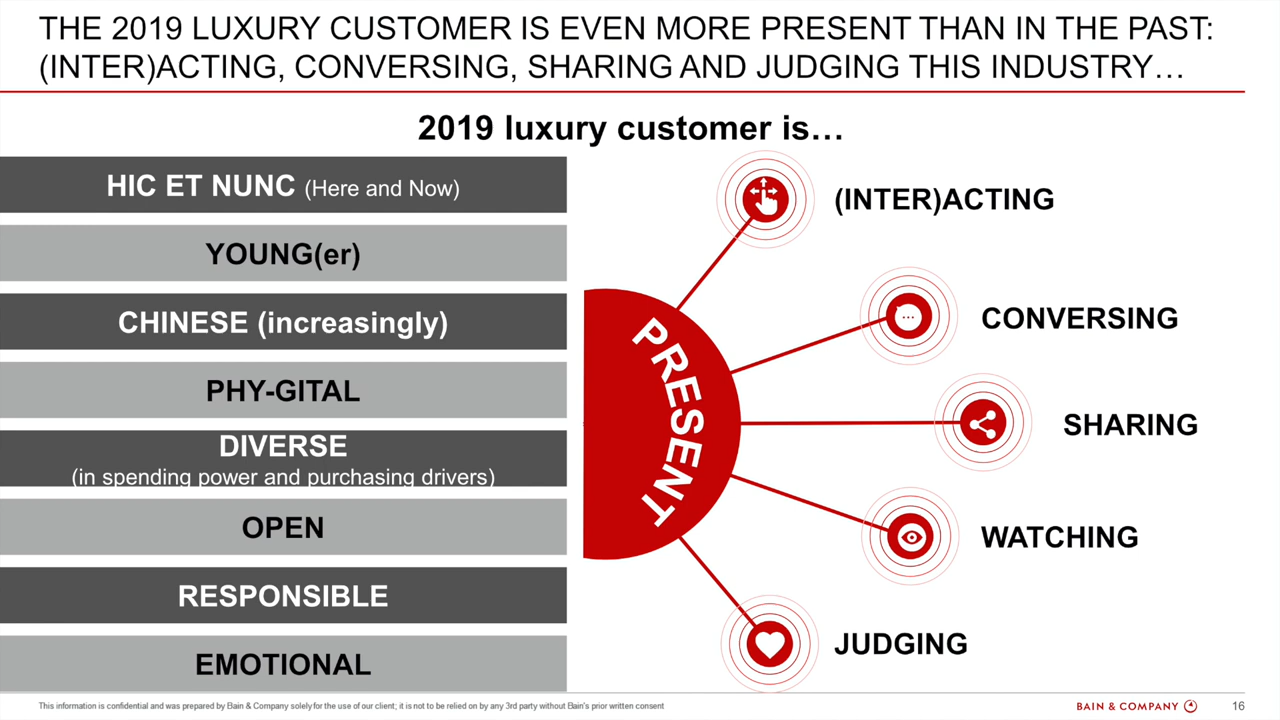 THE 2019 LUXURY CUSTOMER IS EVEN MORE PRESENT THAN IN THE PAST:
(INTER)ACTING, CONVERSING, SHARING AND JUDGING THIS INDUSTRY…
2019 luxury customer is…
HIC ET NUNC (Here and Now)
YOUNG(er)
CHINESE (increasingly)
PHY-GITAL
DIVERSE
(in spending power and purchasing drivers)
OPEN
RESPONSIBLE
EMOTIONAL
PRESENT
(INTER)ACTING
CONVERSING
SHARING
WATCHING
JUDGING
This information is confidential and was prepared by Bain & Company solely for the use of our client; it is not to be relied on by any 3rd party without Bain's prior written consent
BAIN & COMPANY
16